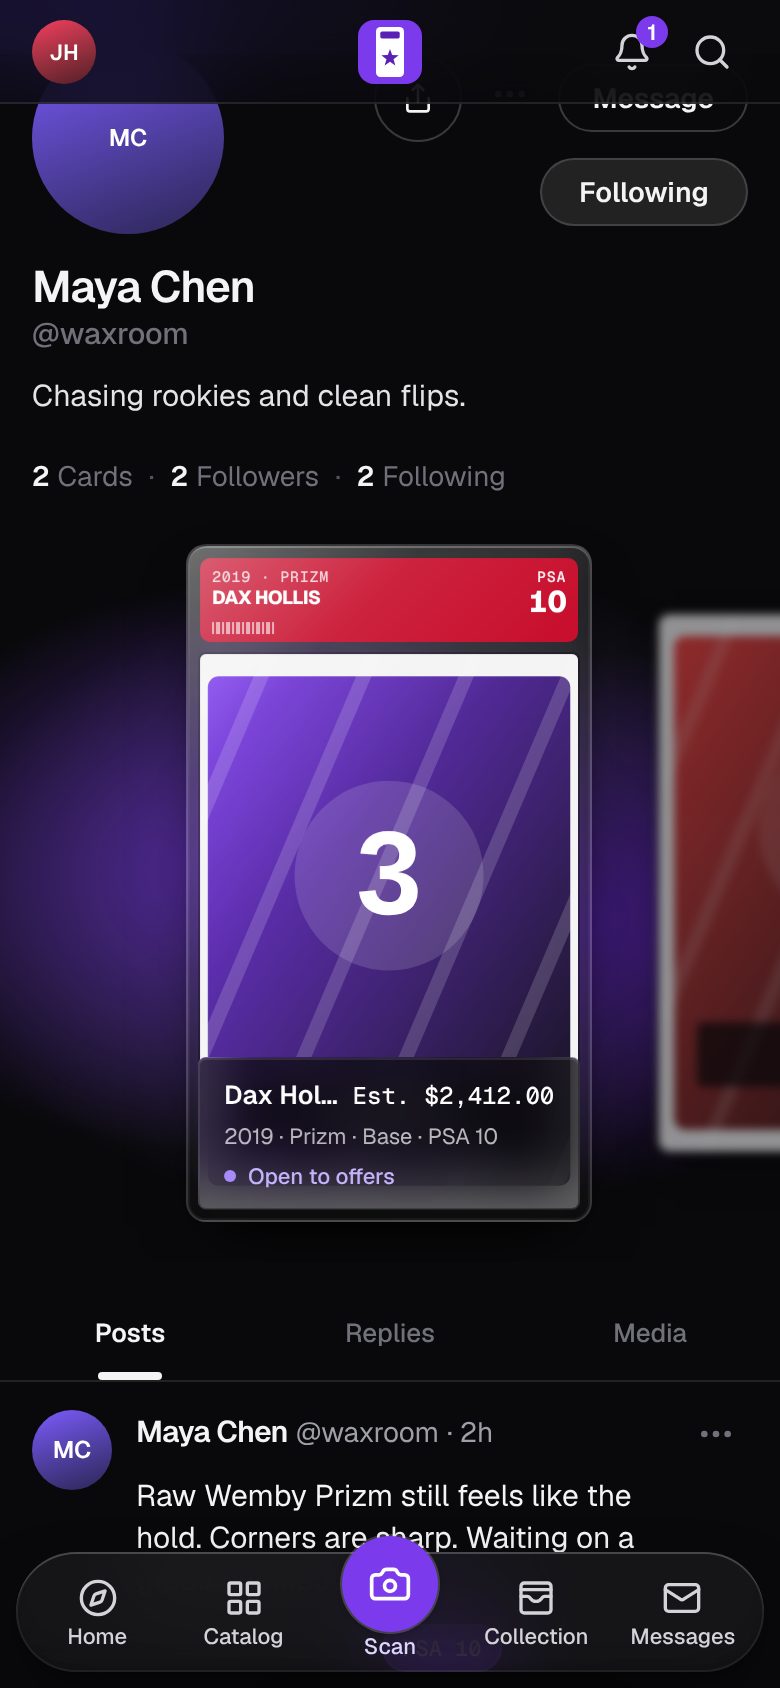 JH
1
Message
MC
Following
Maya Chen
@waxroom
Chasing rookies and clean flips.
2 Cards · 2 Followers · 2 Following
2019 · PRIZM
PSA
DAX HOLLIS
10
3
Dax Hol... Est. $2,412.00
2019 · Prizm · Base · PSA 10
Open to offers
Posts
Replies
Media
MC
Maya Chen @waxroom · 2h
Raw Wemby Prizm still feels like the
hold. Corners are sharp. Waiting on a
PSA 10
Home
Catalog
Scan
Collection
Messages